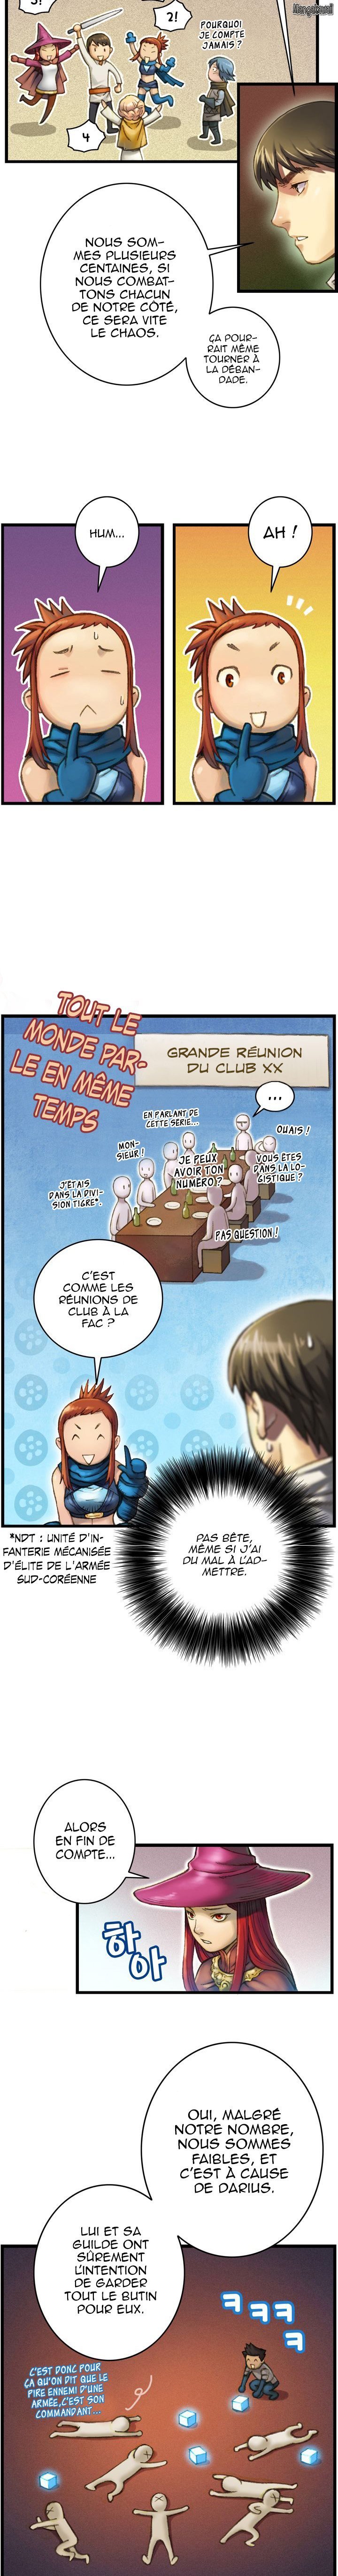 3!
2!
POURQUOI
JE COMPTE
JAMAIS ?
4
NOUS SOM-
MES PLUSIEURS
CENTAINES, SI
NOUS COMBAT-
TONS CHACUN
DE NOTRE CÔTÉ,
CE SERA VITE
LE CHAOS.
ÇA POUR-
RAIT MÊME
TOURNER À
LA DÉBAN-
DADE.
HUM...
AH !
TOUT LE
MONDE PAR-
LE EN MÊME
TEMPS
GRANDE RÉUNION
DU CLUB XX
...
EN PARLANT DE
CETTE SÉRIE...
OUAIS !
MON-
SIEUR !
JE PEUX
AVOIR TON
NUMÉRO ?
VOUS ÊTES
DANS LA LO-
GISTIQUE ?
J'ÉTAIS
DANS LA DIVI-
SION TIGRE*.
PAS QUESTION !
C'EST
COMME LES
RÉUNIONS DE
CLUB À LA
FAC ?
*NDT : UNITÉ D'IN-
FANTERIE MÉCANISÉE
D'ÉLITE DE L'ARMÉE
SUD-CORÉENNE
PAS BÊTE,
MÊME SI J'AI
DU MAL À L'AD-
METTRE.
ALORS
EN FIN DE
COMPTE...
하아
OUI, MALGRÉ
NOTRE NOMBRE,
NOUS SOMMES
FAIBLES, ET
C'EST À CAUSE
DE DARIUS.
LUI ET SA
GUILDE ONT
SÛREMENT
L'INTENTION
DE GARDER
TOUT LE BUTIN
POUR EUX.
ㅋㅋㅋ
ㅋ
C'EST DONC POUR
ÇA QU'ON DIT QUE LE
PIRE ENNEMI D'UNE
ARMÉE, C'EST SON
COMMANDANT...